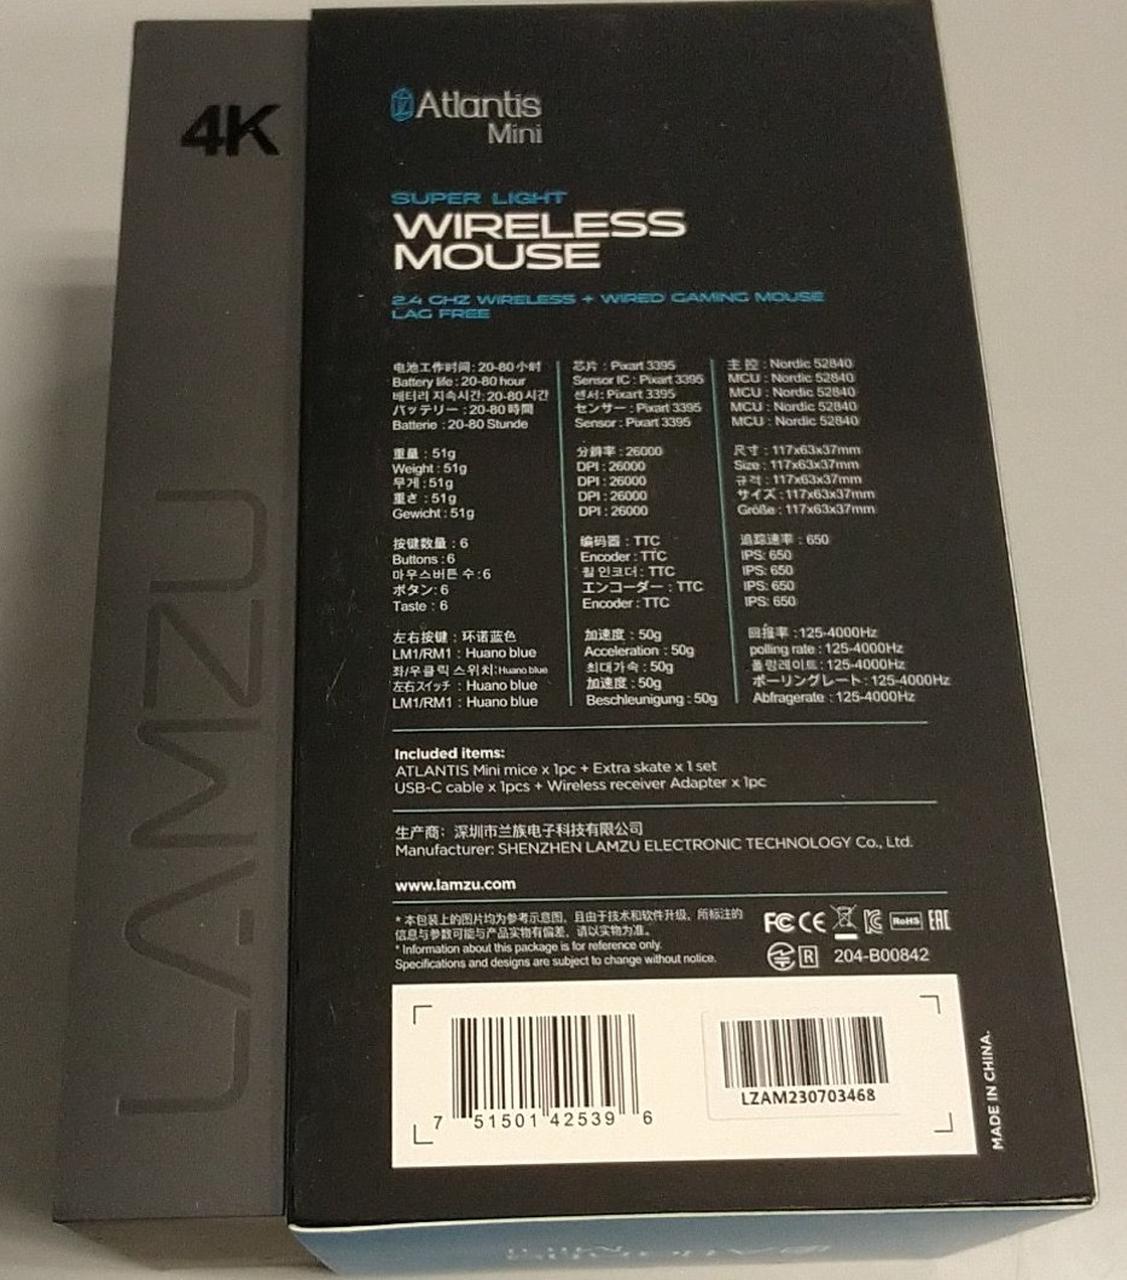 4K
LAMZU
Atlantis
Mini
SUPER LIGHT
WIRELESS
MOUSE
2.4 GHZ WIRELESS + WIRED GAMING MOUSE
LAG FREE
电池工作时间: 20-80小时
Battery life : 20-80 hour
배터리 지속시간: 20-80 시간
バッテリー : 20-80 時間
Batterie : 20-80 Stunde
重量 : 51g
Weight : 51g
무게 : 51g
重さ : 51g
Gewicht : 51g
按键数量 : 6
Buttons : 6
마우스버튼 수 : 6
ボタン: 6
Taste : 6
左右按键 : 环诺蓝色
LM1/RM1 : Huano blue
좌/우클릭 스위치: Huano blue
左右スイッチ : Huano blue
LM1/RM1 : Huano blue
芯片 : Pixart 3395
Sensor IC : Pixart 3395
센서: Pixart 3395
センサー : Pixart 3395
Sensor : Pixart 3395
分辨率 : 26000
DPI : 26000
DPI : 26000
DPI : 26000
DPI : 26000
编码器 : TTC
Encoder : TTC
휠 인코더 : TTC
エンコーダー : TTC
Encoder : TTC
加速度 : 50g
Acceleration : 50g
최대가속 : 50g
加速度 : 50g
Beschleunigung : 50g
主控 : Nordic 52840
MCU : Nordic 52840
MCU : Nordic 52840
MCU : Nordic 52840
MCU : Nordic 52840
尺寸 : 117x63x37mm
Size : 117x63x37mm
규격 : 117x63x37mm
サイズ : 117x63x37mm
Größe : 117x63x37mm
追踪速率 : 650
IPS: 650
IPS: 650
IPS: 650
IPS: 650
回报率 : 125-4000Hz
polling rate : 125-4000Hz
폴링레이트 : 125-4000Hz
ポーリングレート : 125-4000Hz
Abfragerate : 125-4000Hz
Included items:
ATLANTIS Mini mice x 1pc + Extra skate x 1 set
USB-C cable x 1pcs + Wireless receiver Adapter x 1pc
生产商: 深圳市兰族电子科技有限公司
Manufacturer: SHENZHEN LAMZU ELECTRONIC TECHNOLOGY Co., Ltd.
www.lamzu.com
* 本包装上的图片均为参考示意图, 且由于技术和软件升级, 所标注的
信息与参数可能与产品实物有偏差, 请以实物为准。
* Information about this package is for reference only.
Specifications and designs are subject to change without notice.
FC CE RoHS EAC
R 204-B00842
7 51501 42539 6
LZAM230703468
MADE IN CHINA.